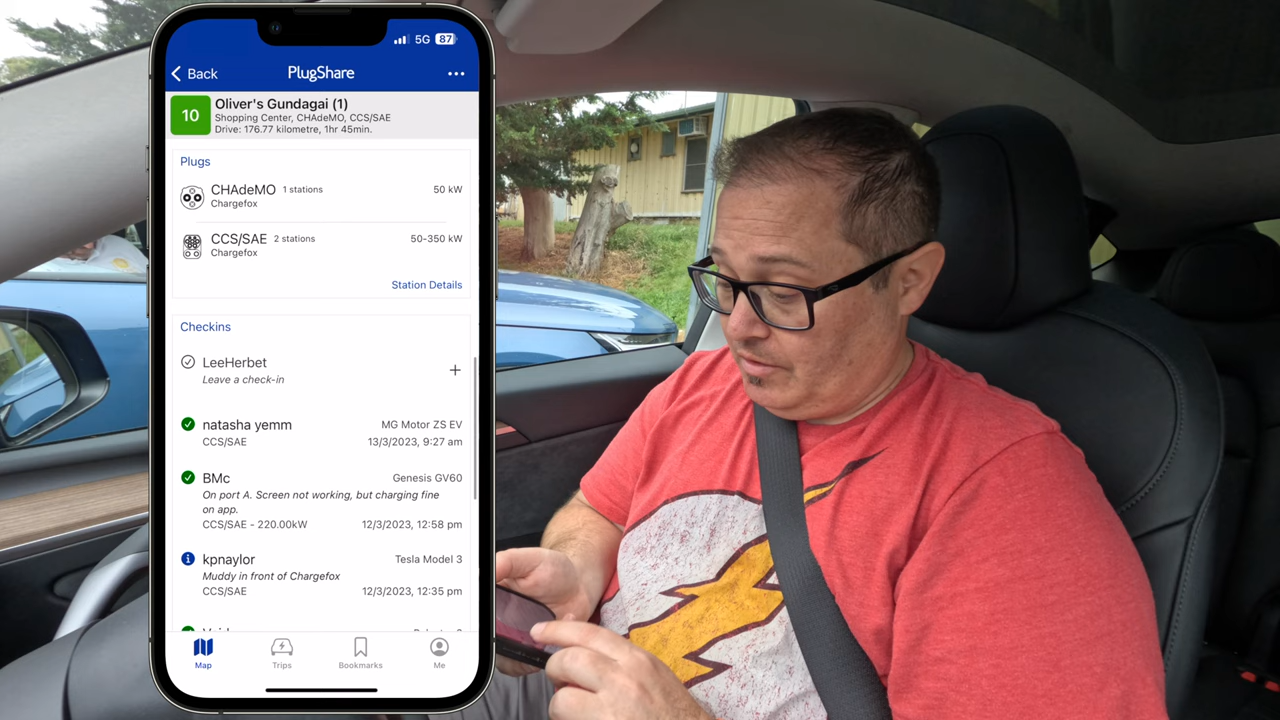 5G 87
Back PlugShare
10 Oliver's Gundagai (1)
Shopping Center, CHAdeMO, CCS/SAE
Drive: 176.77 kilometre, 1hr 45min.
Plugs
CHAdeMO 1 stations 50 kW
Chargefox
CCS/SAE 2 stations 50-350 kW
Chargefox
Station Details
Checkins
LeeHerbet
Leave a check-in
natasha yemm MG Motor ZS EV
CCS/SAE 13/3/2023, 9:27 am
BMc Genesis GV60
On port A. Screen not working, but charging fine
on app.
CCS/SAE - 220.00kW 12/3/2023, 12:58 pm
kpnaylor Tesla Model 3
Muddy in front of Chargefox
CCS/SAE 12/3/2023, 12:35 pm
Map Trips Bookmarks Me